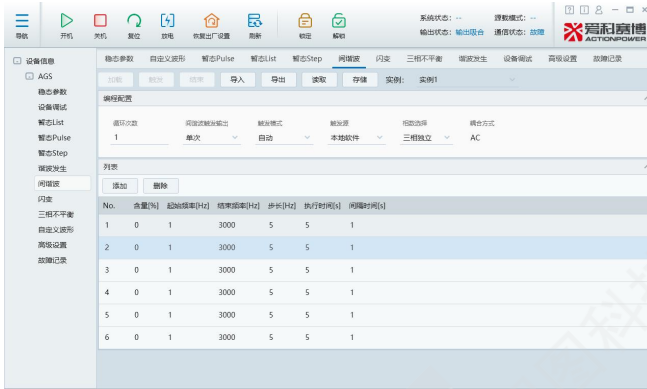 系统状态: -- 源载模式: --
输出状态: 输出吸合 通信状态: 故障
爱科赛博
ACTIONPOWER
导航 开机 关机 复位 放电 恢复出厂设置 刷新 锁定 解锁
设备信息
AGS
稳态参数
设备调试
暂态List
暂态Pulse
暂态Step
谐波发生
间谐波
闪变
三相不平衡
自定义波形
高级设置
故障记录
稳态参数 自定义波形 暂态Pulse 暂态List 暂态Step 间谐波 闪变 三相不平衡 谐波发生 设备调试 高级设置 故障记录
加载 触发 结束 导入 导出 读取 存储 实例: 实例1
编程配置
循环次数 间谐波触发输出 触发模式 触发源 相数选择 耦合方式
1 单次 自动 本地软件 三相独立 AC
列表
添加 删除
No. 含量[%] 起始频率[Hz] 结束频率[Hz] 步长[Hz] 执行时间[s] 间隔时间[s]
1 0 1 3000 5 5 1
2 0 1 3000 5 5 1
3 0 1 3000 5 5 1
4 0 1 3000 5 5 1
5 0 1 3000 5 5 1
6 0 1 3000 5 5 1